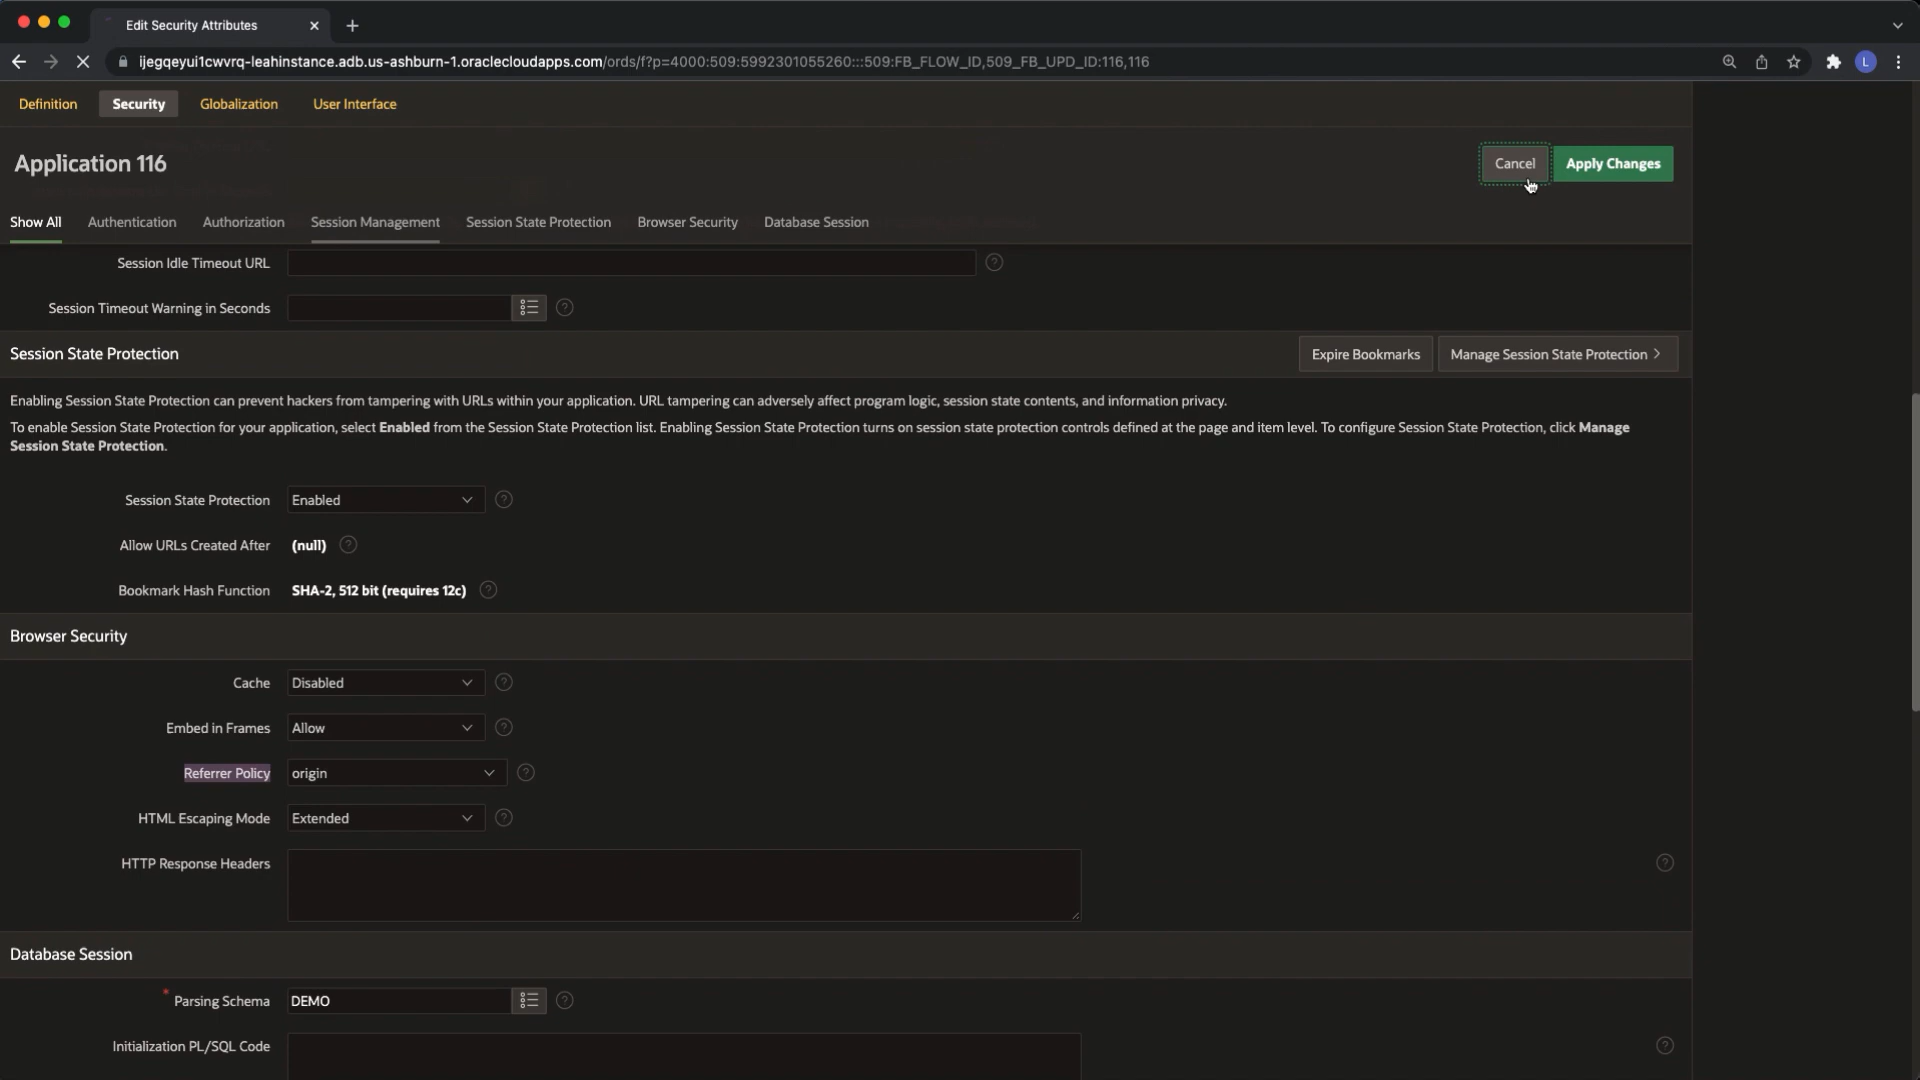 Edit Security Attributes
ijegqeyui1cwvrq-leahinstance.adb.us-ashburn-1.oraclecloudapps.com/ords/f?p=4000:509:5992301055260:::509:FB_FLOW_ID,509_FB_UPD_ID:116,116
L
Definition Security Globalization User Interface
Application 116
Cancel Apply Changes
Show All Authentication Authorization Session Management Session State Protection Browser Security Database Session
Session Idle Timeout URL
Session Timeout Warning in Seconds
Session State Protection
Expire Bookmarks Manage Session State Protection
Enabling Session State Protection can prevent hackers from tampering with URLs within your application. URL tampering can adversely affect program logic, session state contents, and information privacy.
To enable Session State Protection for your application, select Enabled from the Session State Protection list. Enabling Session State Protection turns on session state protection controls defined at the page and item level. To configure Session State Protection, click Manage
Session State Protection.
Session State Protection Enabled
Allow URLs Created After (null)
Bookmark Hash Function SHA-2, 512 bit (requires 12c)
Browser Security
Cache Disabled
Embed in Frames Allow
Referrer Policy origin
HTML Escaping Mode Extended
HTTP Response Headers
Database Session
* Parsing Schema DEMO
Initialization PL/SQL Code